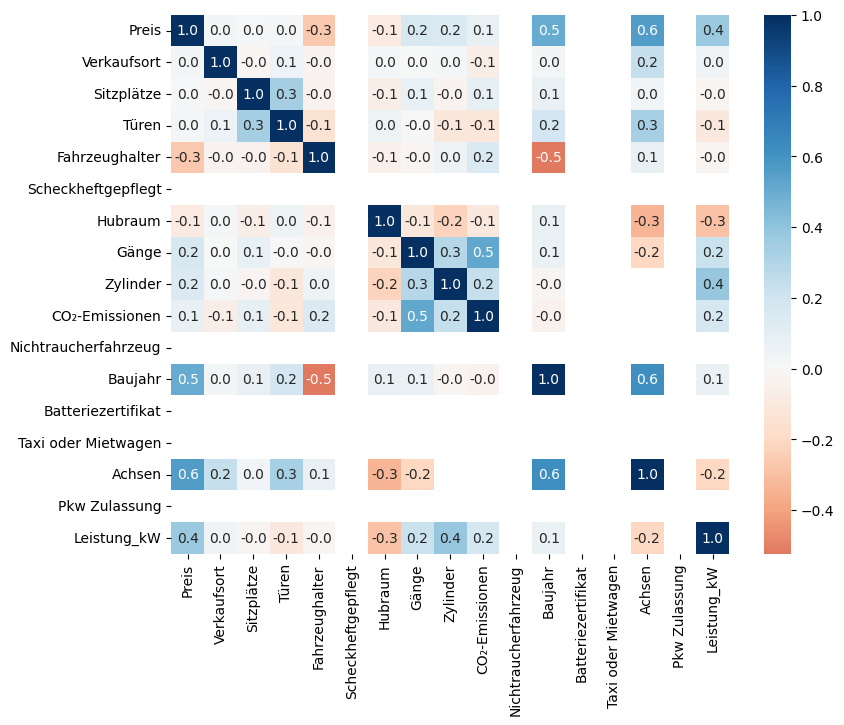 Preis 1.0 0.0 0.0 0.0 -0.3 -0.1 0.2 0.2 0.1 0.5 0.6 0.4
Verkaufsort 0.0 1.0 -0.0 0.1 -0.0 0.0 0.0 0.0 -0.1 0.0 0.2 0.0
Sitzplätze 0.0 -0.0 1.0 0.3 -0.0 -0.1 0.1 -0.0 0.1 0.1 0.0 -0.0
Türen 0.0 0.1 0.3 1.0 -0.1 0.0 -0.0 -0.1 -0.1 0.2 0.3 -0.1
Fahrzeughalter -0.3 -0.0 -0.0 -0.1 1.0 -0.1 -0.0 0.0 0.2 -0.5 0.1 -0.0
Scheckheftgepflegt
Hubraum -0.1 0.0 -0.1 0.0 -0.1 1.0 -0.1 -0.2 -0.1 0.1 -0.3 -0.3
Gänge 0.2 0.0 0.1 -0.0 -0.0 -0.1 1.0 0.3 0.5 0.1 -0.2 0.2
Zylinder 0.2 0.0 -0.0 -0.1 0.0 -0.2 0.3 1.0 0.2 -0.0 0.4
CO₂-Emissionen 0.1 -0.1 0.1 -0.1 0.2 -0.1 0.5 0.2 1.0 -0.0 0.2
Nichtraucherfahrzeug
Baujahr 0.5 0.0 0.1 0.2 -0.5 0.1 0.1 -0.0 -0.0 1.0 0.6 0.1
Batteriezertifikat
Taxi oder Mietwagen
Achsen 0.6 0.2 0.0 0.3 0.1 -0.3 -0.2 0.6 1.0 -0.2
Pkw Zulassung
Leistung_kW 0.4 0.0 -0.0 -0.1 -0.0 -0.3 0.2 0.4 0.2 0.1 -0.2 1.0
Preis
Verkaufsort
Sitzplätze
Türen
Fahrzeughalter
Scheckheftgepflegt
Hubraum
Gänge
Zylinder
CO₂-Emissionen
Nichtraucherfahrzeug
Baujahr
Batteriezertifikat
Taxi oder Mietwagen
Achsen
Pkw Zulassung
Leistung_kW
1.0
0.8
0.6
0.4
0.2
0.0
−0.2
−0.4